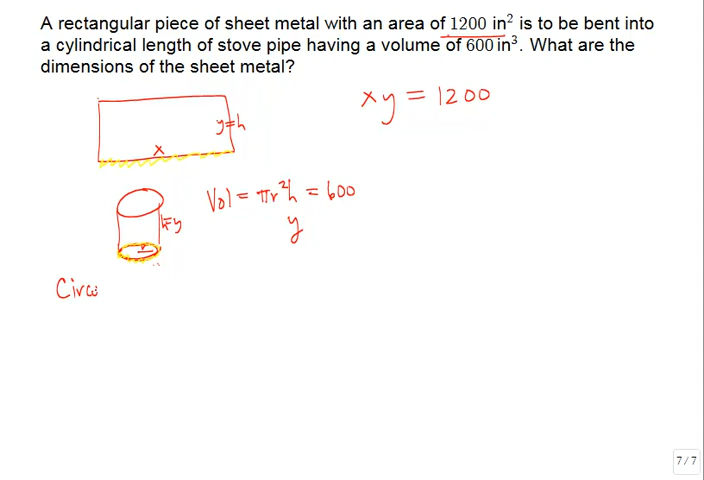 A rectangular piece of sheet metal with an area of 1200 in² is to be bent into
a cylindrical length of stove pipe having a volume of 600 in³. What are the
dimensions of the sheet metal?
xy = 1200
y=h
x
Vol = πr²h = 600
h=y
y
r
Circu
7/7